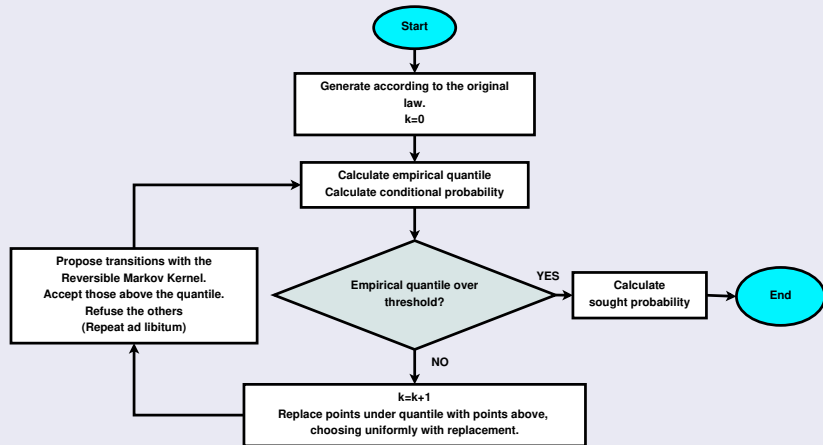 Start
Generate according to the original
law.
k=0
Calculate empirical quantile
Calculate conditional probability
Empirical quantile over
threshold?
YES
Calculate
sought probability
End
NO
k=k+1
Replace points under quantile with points above,
choosing uniformly with replacement.
Propose transitions with the
Reversible Markov Kernel.
Accept those above the quantile.
Refuse the others
(Repeat ad libitum)